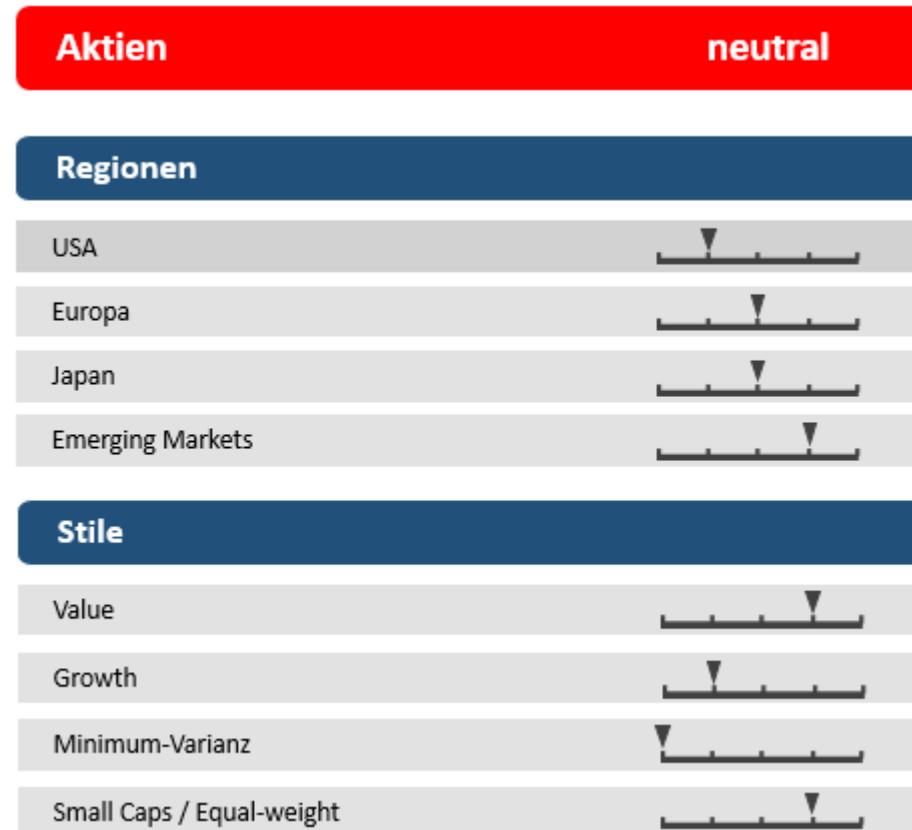 Aktien neutral
Regionen
USA
Europa
Japan
Emerging Markets
Stile
Value
Growth
Minimum-Varianz
Small Caps / Equal-weight